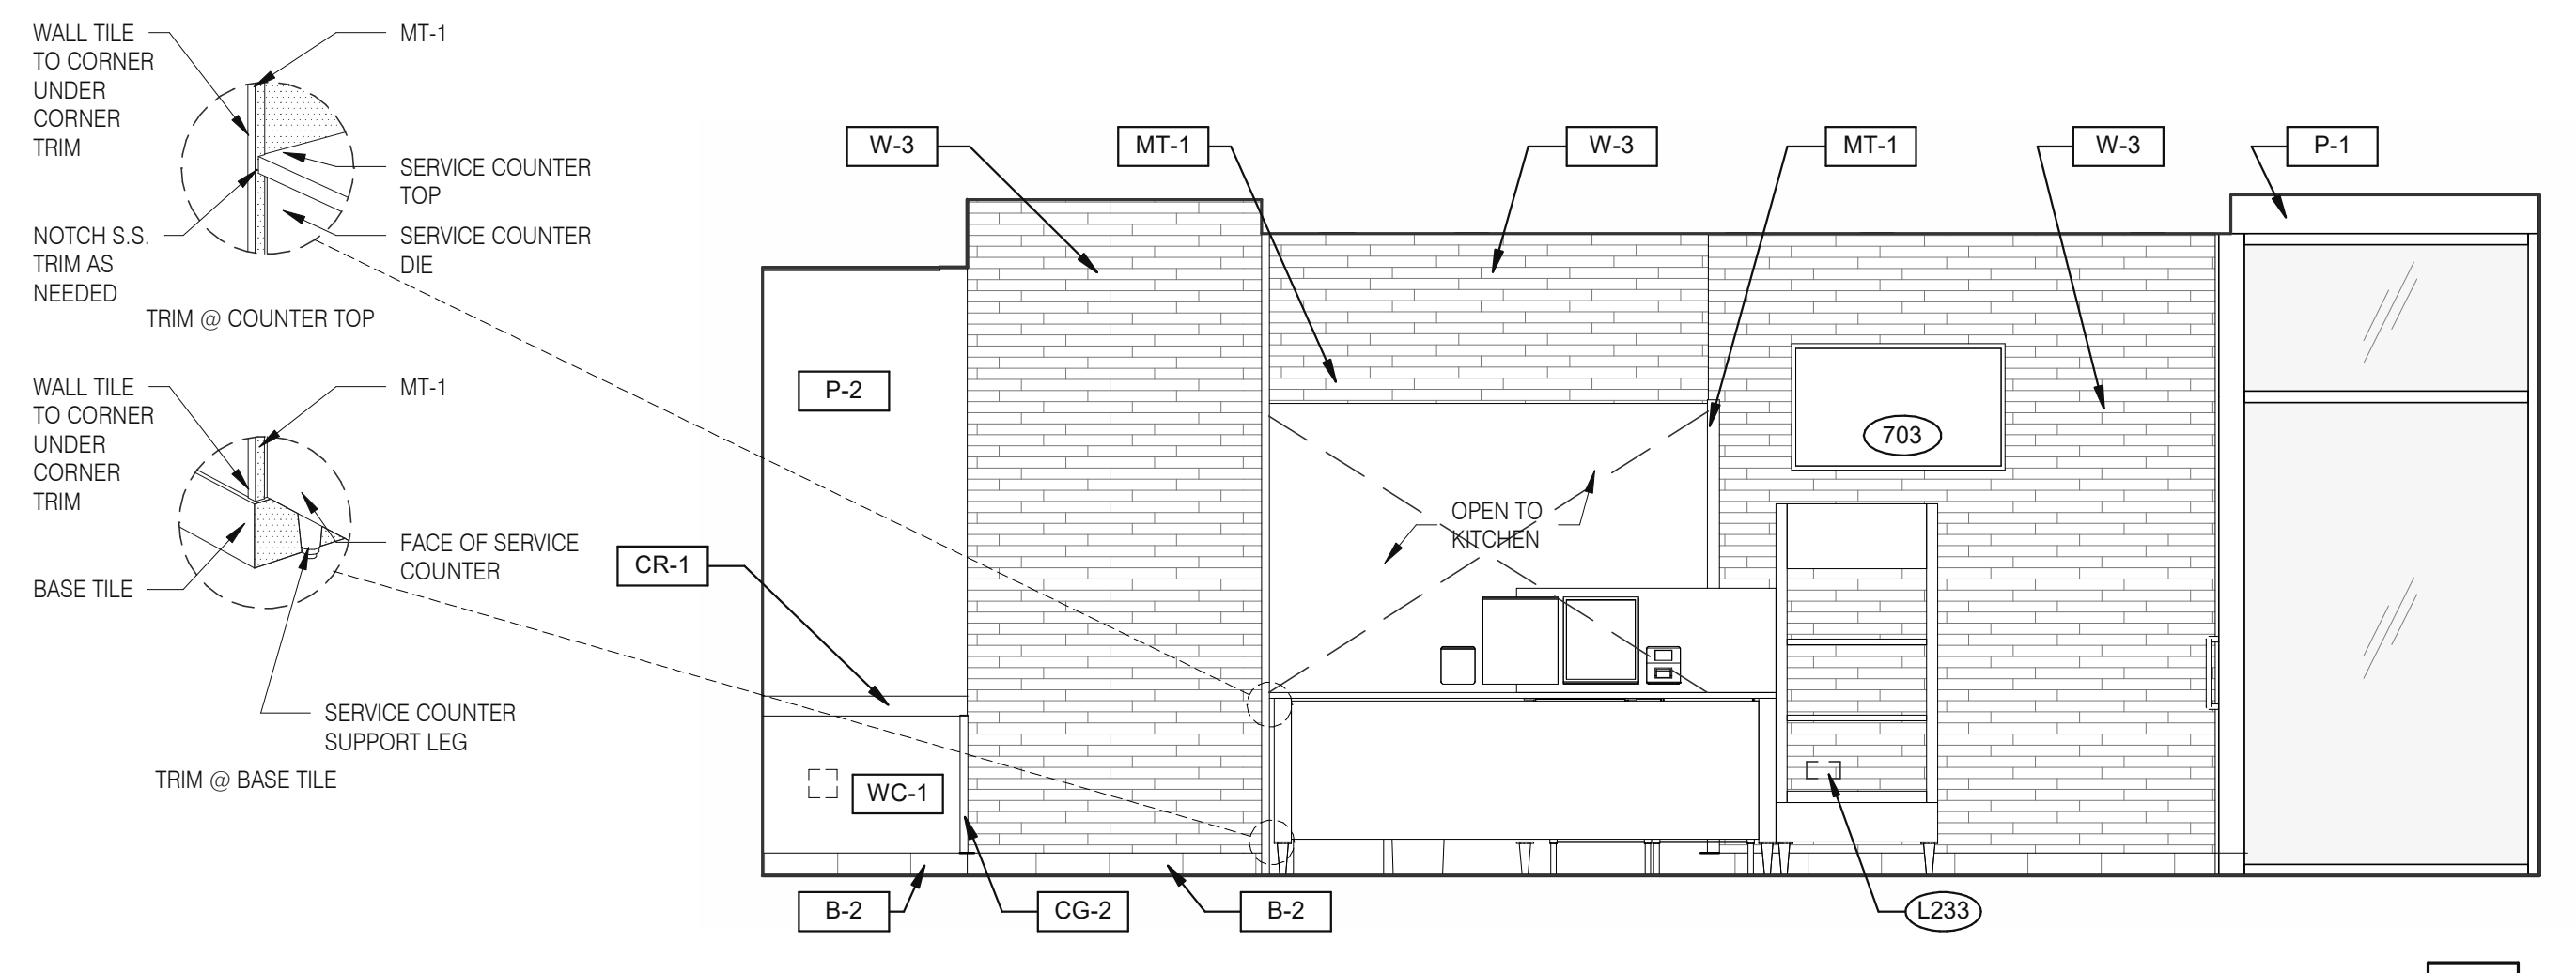 WALL TILE
TO CORNER
UNDER
CORNER
TRIM
MT-1
SERVICE COUNTER
TOP
NOTCH S.S.
TRIM AS
NEEDED
SERVICE COUNTER
DIE
TRIM @ COUNTER TOP
WALL TILE
TO CORNER
UNDER
CORNER
TRIM
MT-1
FACE OF SERVICE
COUNTER
BASE TILE
SERVICE COUNTER
SUPPORT LEG
TRIM @ BASE TILE
W-3
MT-1
W-3
MT-1
W-3
P-1
P-2
703
OPEN TO
KITCHEN
CR-1
WC-1
B-2
CG-2
B-2
L233